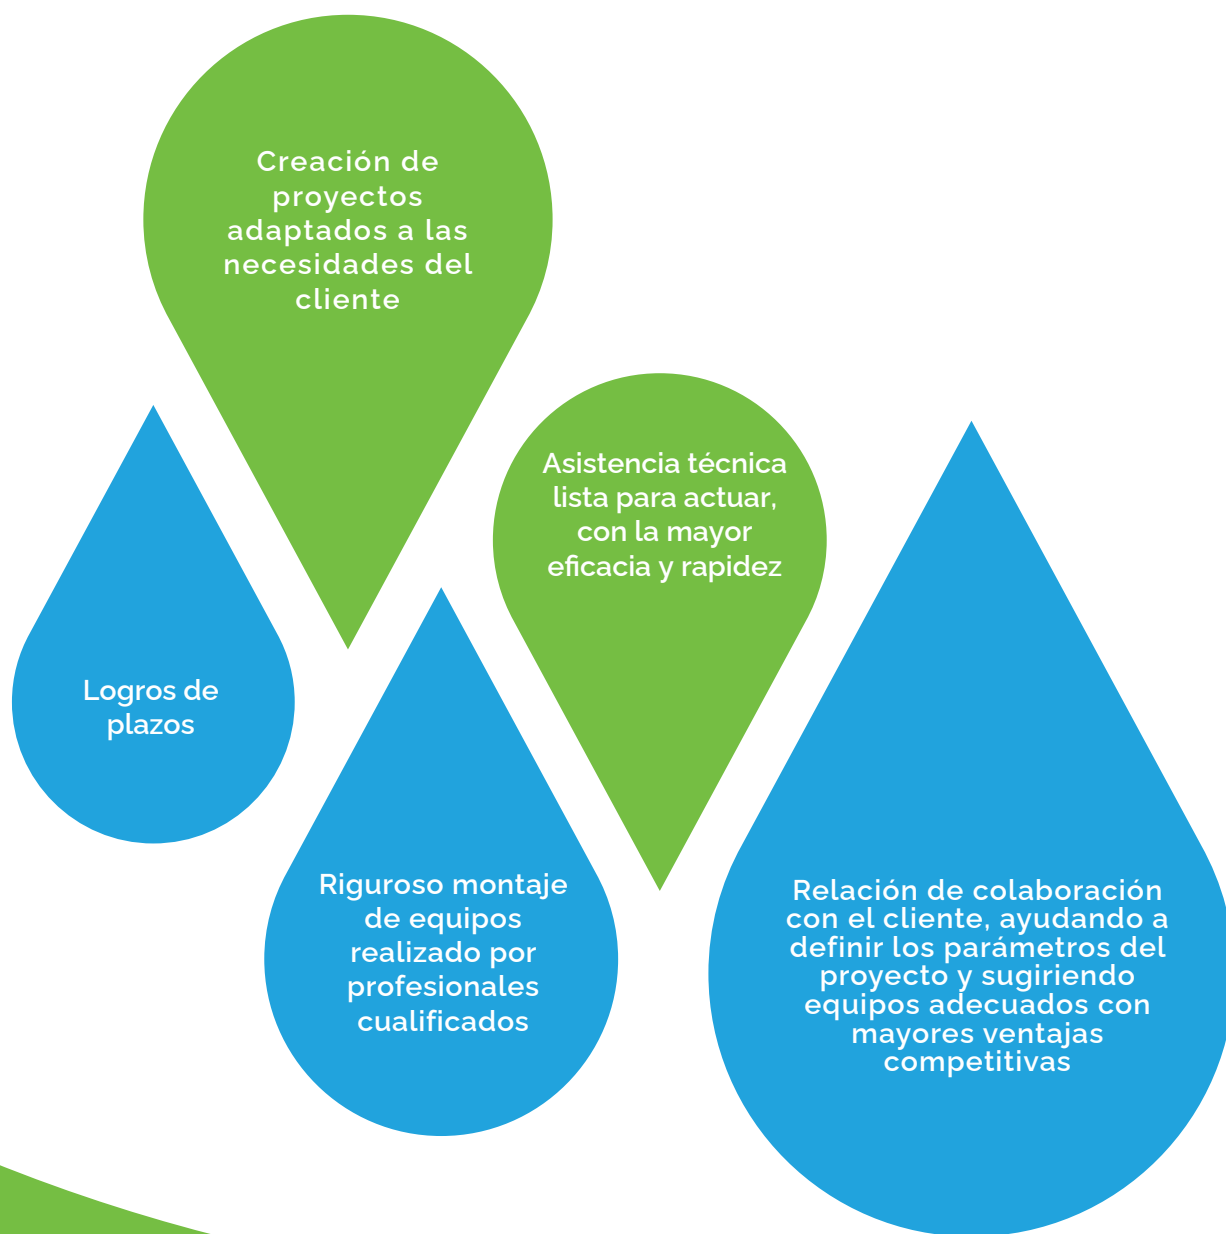 Creación de
proyectos
adaptados a las
necesidades del
cliente
Asistencia técnica
lista para actuar,
con la mayor
eficacia y rapidez
Logros de
plazos
Riguroso montaje
de equipos
realizado por
profesionales
cualificados
Relación de colaboración
con el cliente, ayudando a
definir los parámetros del
proyecto y sugiriendo
equipos adecuados con
mayores ventajas
competitivas